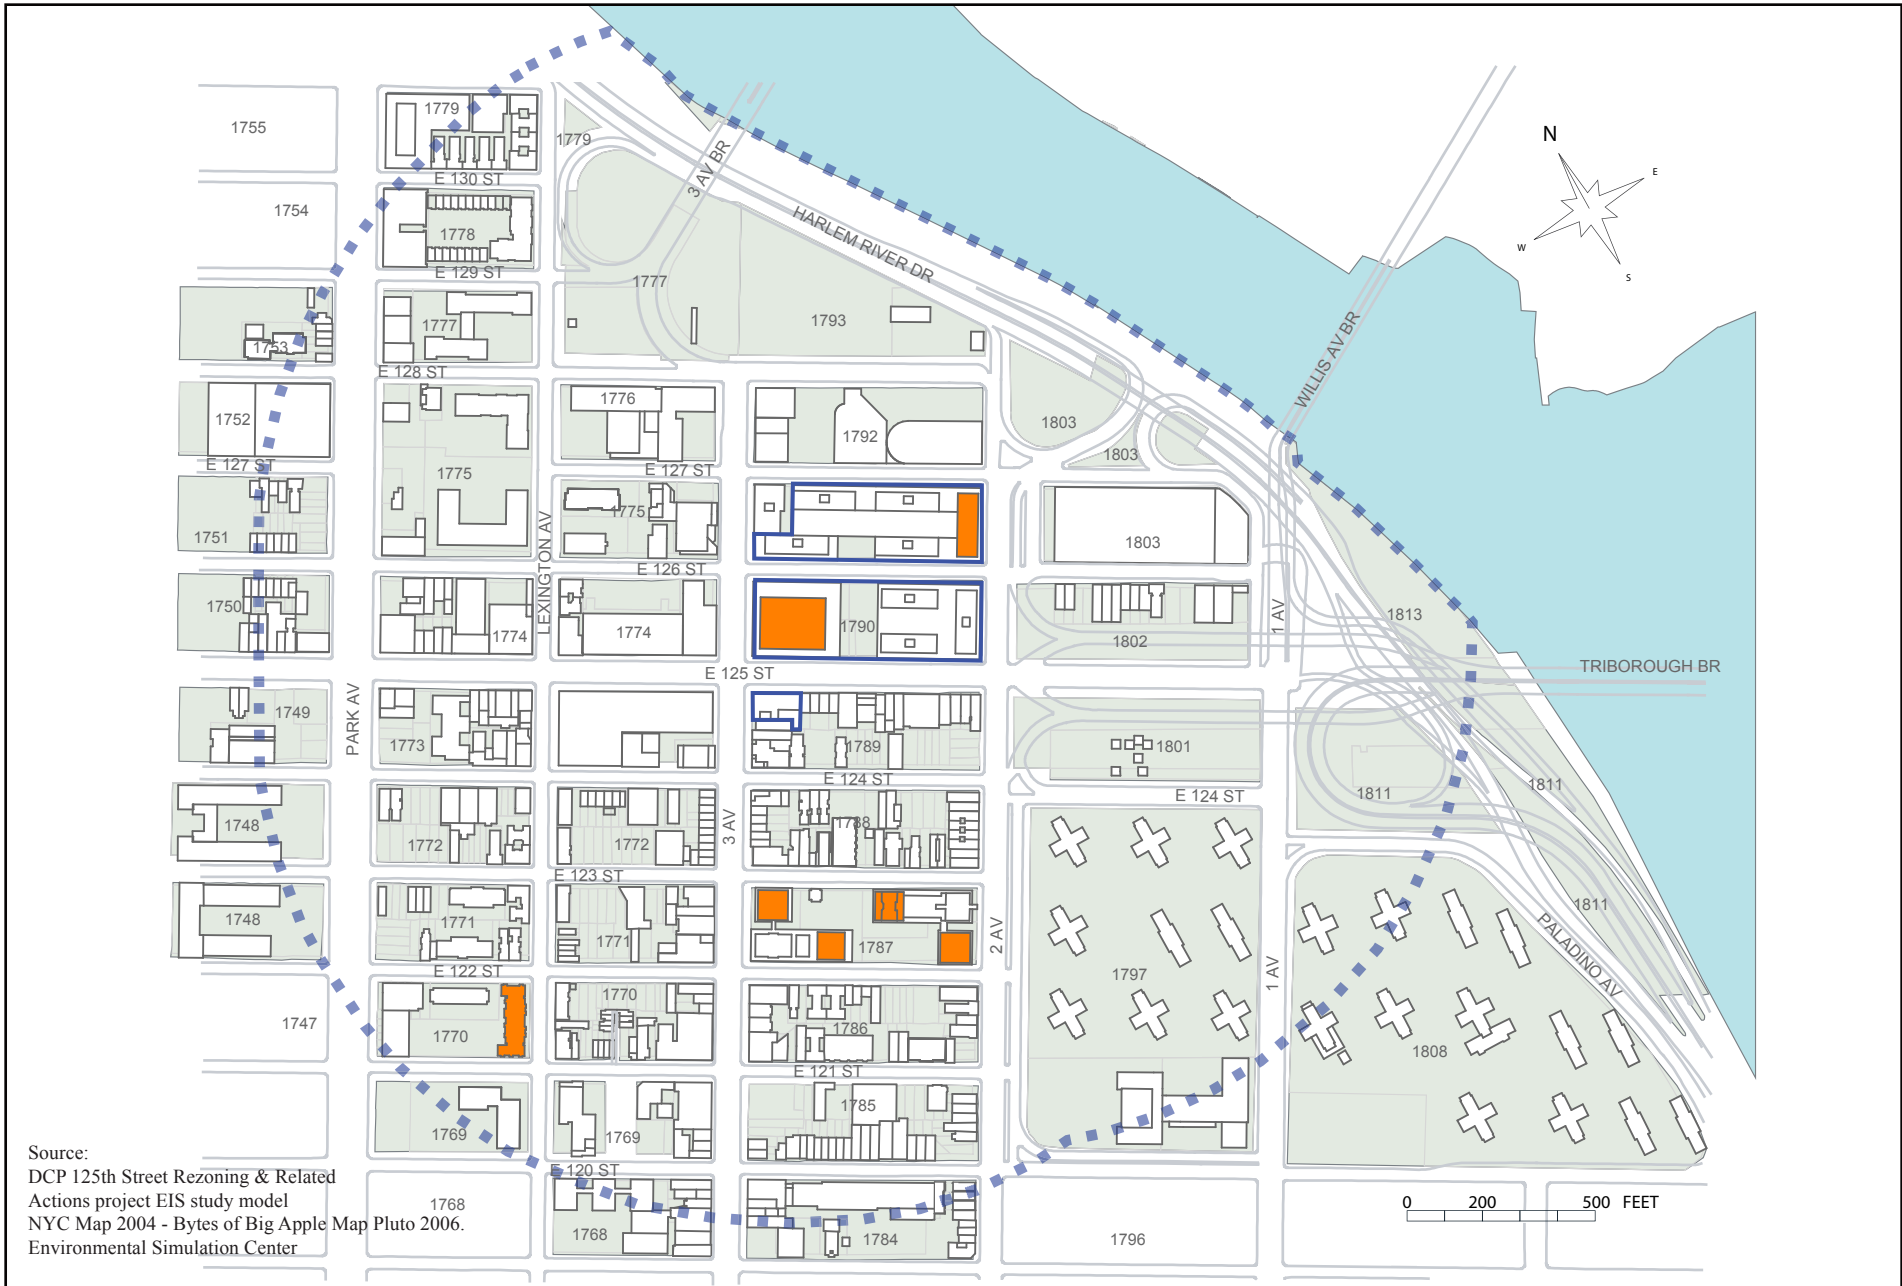 1755
1779
1779
3 AV BR
E 130 ST
N
E
W
S
1754
1778
HARLEM RIVER DR
E 129 ST
1777
1777
1793
1753
WILLIS AV BR
E 128 ST
1752
1776
1792
1803
1803
E 127 ST
1775
E 127 ST
1751
1775
1803
LEXINGTON AV
E 126 ST
1750
1774
1774
1790
1802
1 AV
1813
E 125 ST
TRIBOROUGH BR
1749
PARK AV
1773
1789
1801
E 124 ST
E 124 ST
1811
1811
1748
1772
1772
3 AV
1788
E 123 ST
1748
1771
1771
1787
2 AV
1811
PALADINO AV
E 122 ST
1797
1 AV
1747
1770
1770
1786
1808
E 121 ST
1769
1769
1785
E 120 ST
1768
1768
1784
1796
Source:
DCP 125th Street Rezoning & Related
Actions project EIS study model
NYC Map 2004 - Bytes of Big Apple Map Pluto 2006.
Environmental Simulation Center
0 200 500 FEET